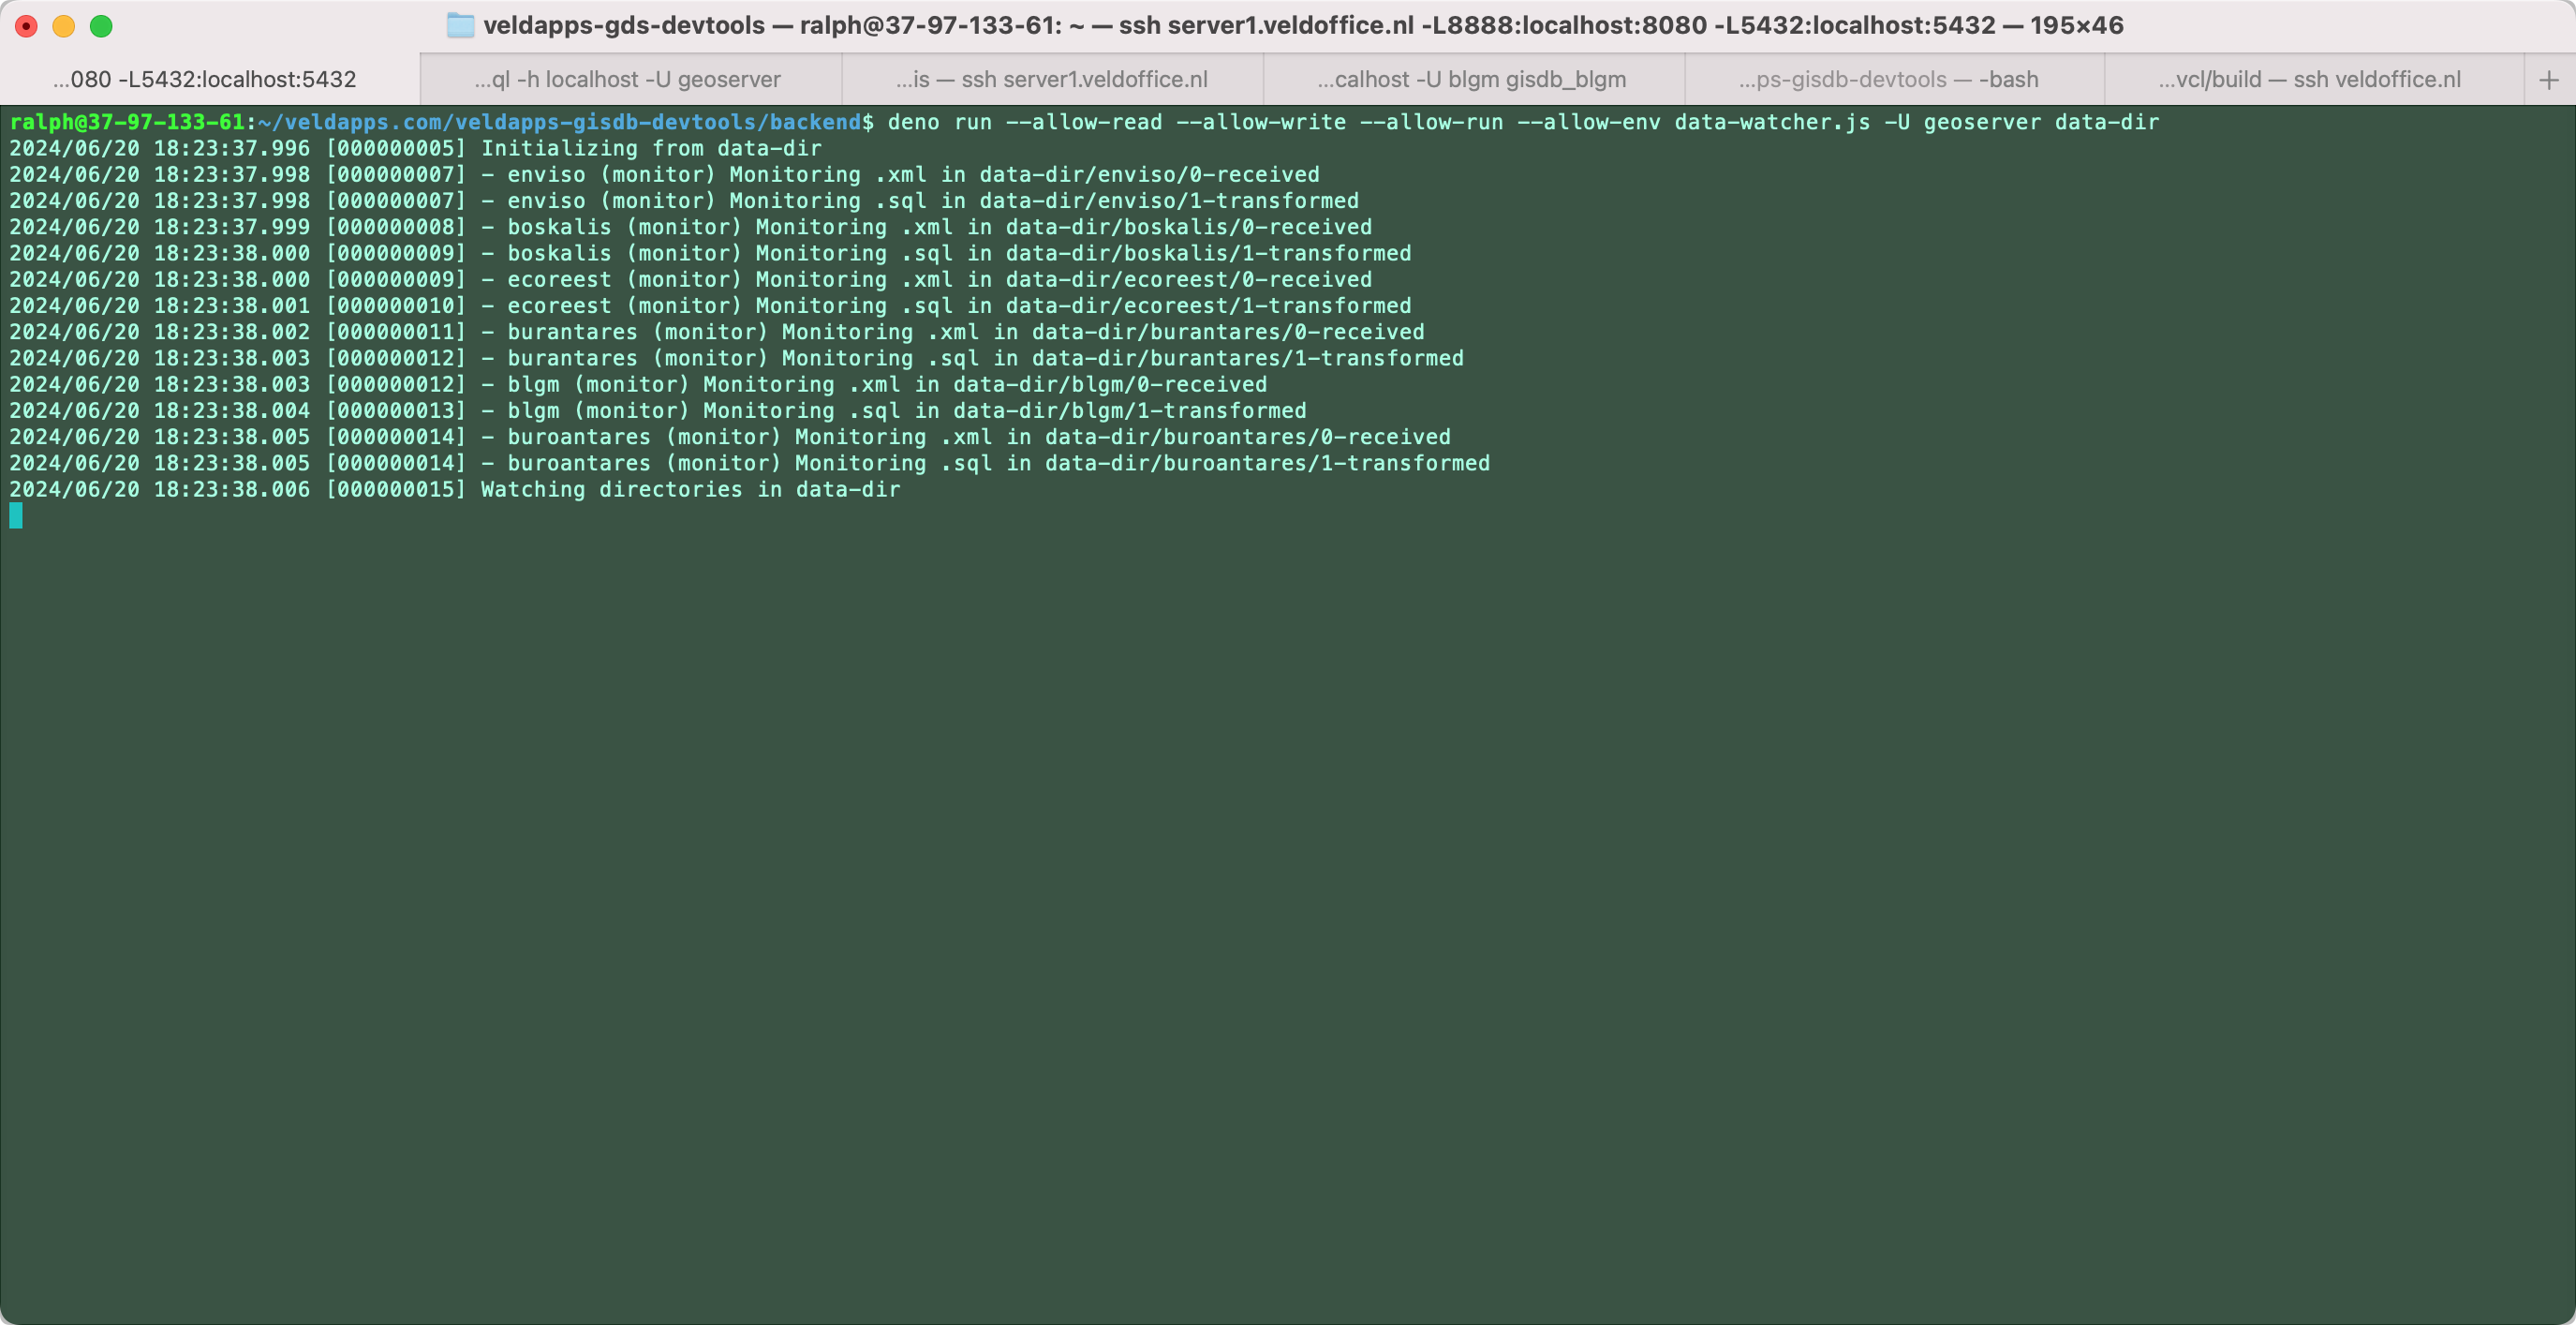 veldapps-gds-devtools — ralph@37-97-133-61: ~ — ssh server1.veldoffice.nl -L8888:localhost:8080 -L5432:localhost:5432 — 195×46
...080 -L5432:localhost:5432 ...ql -h localhost -U geoserver ...is — ssh server1.veldoffice.nl ...calhost -U blgm gisdb_blgm ...ps-gisdb-devtools — -bash ...vcl/build — ssh veldoffice.nl +
ralph@37-97-133-61:~/veldapps.com/veldapps-gisdb-devtools/backend$ deno run --allow-read --allow-write --allow-run --allow-env data-watcher.js -U geoserver data-dir
2024/06/20 18:23:37.996 [000000005] Initializing from data-dir
2024/06/20 18:23:37.998 [000000007] - enviso (monitor) Monitoring .xml in data-dir/enviso/0-received
2024/06/20 18:23:37.998 [000000007] - enviso (monitor) Monitoring .sql in data-dir/enviso/1-transformed
2024/06/20 18:23:37.999 [000000008] - boskalis (monitor) Monitoring .xml in data-dir/boskalis/0-received
2024/06/20 18:23:38.000 [000000009] - boskalis (monitor) Monitoring .sql in data-dir/boskalis/1-transformed
2024/06/20 18:23:38.000 [000000009] - ecoreest (monitor) Monitoring .xml in data-dir/ecoreest/0-received
2024/06/20 18:23:38.001 [000000010] - ecoreest (monitor) Monitoring .sql in data-dir/ecoreest/1-transformed
2024/06/20 18:23:38.002 [000000011] - burantares (monitor) Monitoring .xml in data-dir/burantares/0-received
2024/06/20 18:23:38.003 [000000012] - burantares (monitor) Monitoring .sql in data-dir/burantares/1-transformed
2024/06/20 18:23:38.003 [000000012] - blgm (monitor) Monitoring .xml in data-dir/blgm/0-received
2024/06/20 18:23:38.004 [000000013] - blgm (monitor) Monitoring .sql in data-dir/blgm/1-transformed
2024/06/20 18:23:38.005 [000000014] - buroantares (monitor) Monitoring .xml in data-dir/buroantares/0-received
2024/06/20 18:23:38.005 [000000014] - buroantares (monitor) Monitoring .sql in data-dir/buroantares/1-transformed
2024/06/20 18:23:38.006 [000000015] Watching directories in data-dir